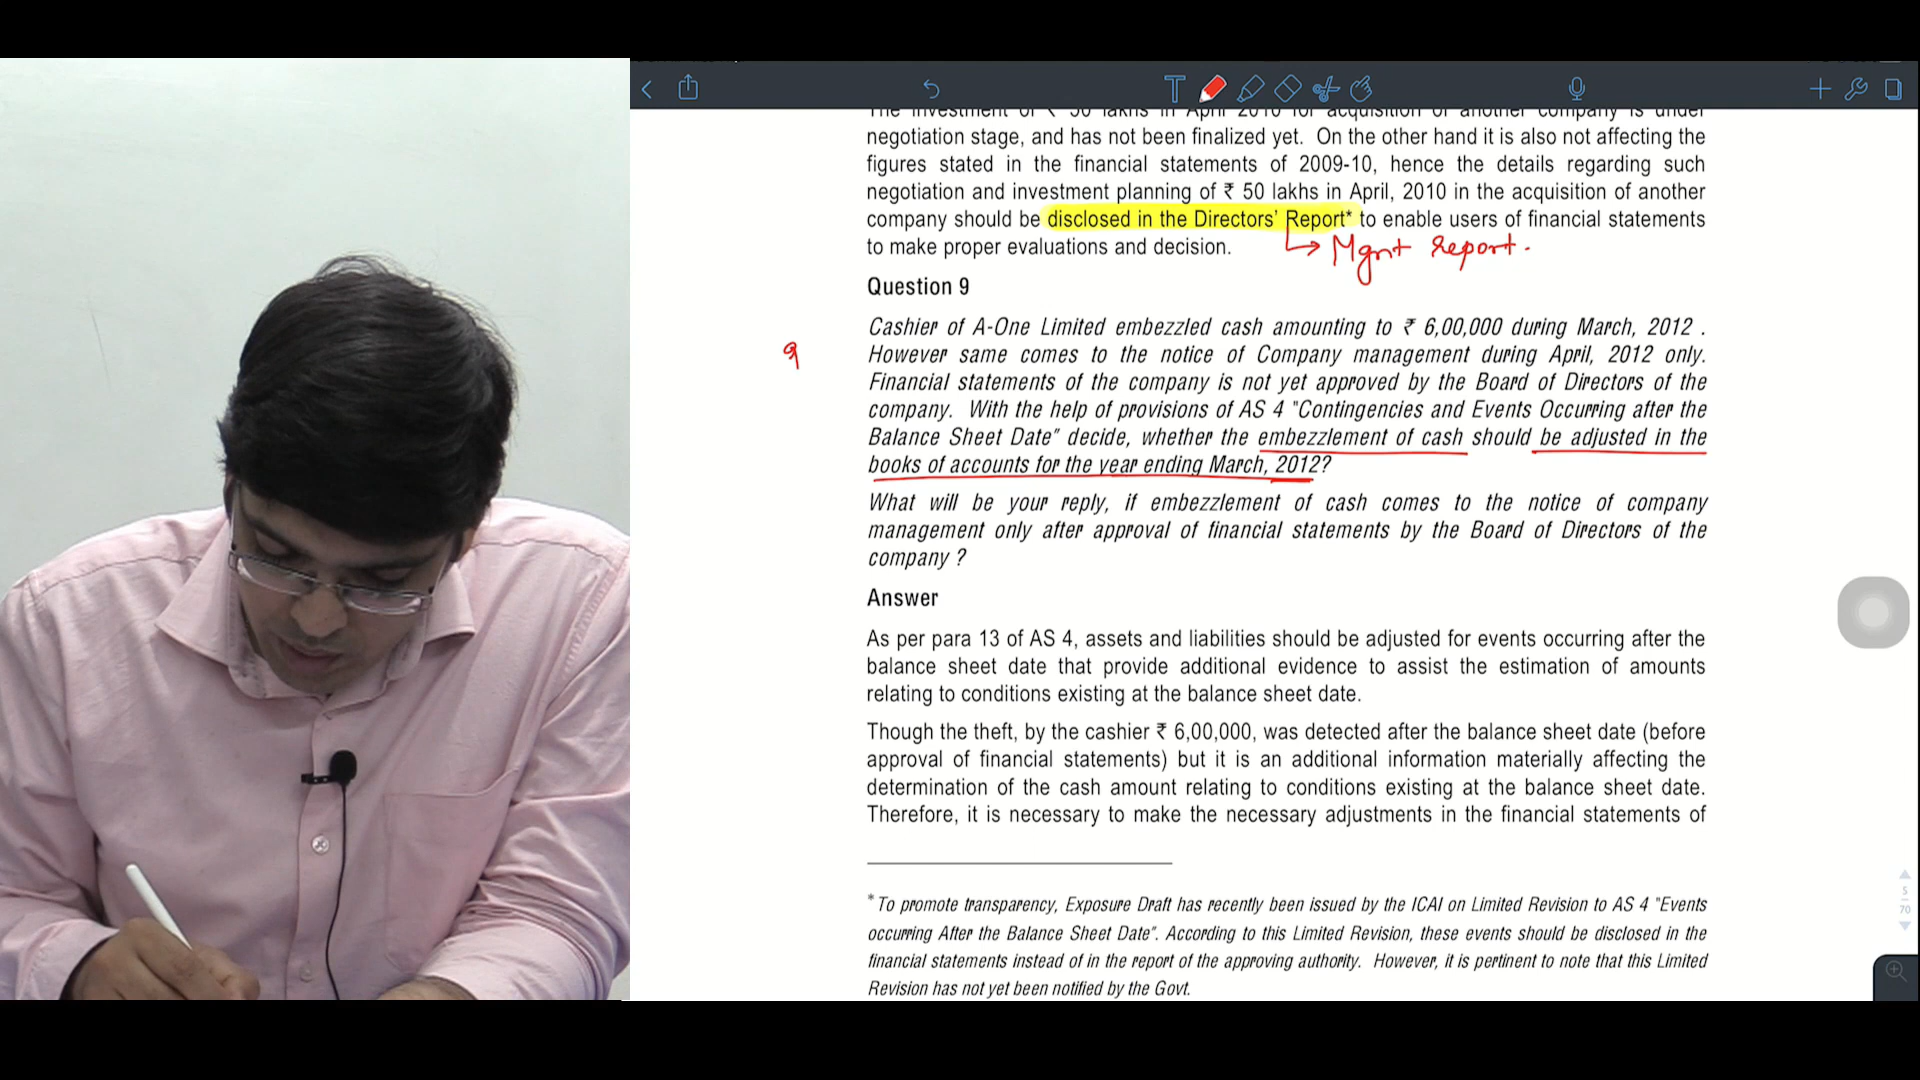 The investment of ₹ 50 lakhs in April 2010 for acquisition of another company is under
negotiation stage, and has not been finalized yet. On the other hand it is also not affecting the
figures stated in the financial statements of 2009-10, hence the details regarding such
negotiation and investment planning of ₹ 50 lakhs in April, 2010 in the acquisition of another
company should be disclosed in the Directors' Report* to enable users of financial statements
to make proper evaluations and decision.
Mgnt report.
Question 9
9
Cashier of A-One Limited embezzled cash amounting to ₹ 6,00,000 during March, 2012 .
However same comes to the notice of Company management during April, 2012 only.
Financial statements of the company is not yet approved by the Board of Directors of the
company. With the help of provisions of AS 4 "Contingencies and Events Occurring after the
Balance Sheet Date" decide, whether the embezzlement of cash should be adjusted in the
books of accounts for the year ending March, 2012?
What will be your reply, if embezzlement of cash comes to the notice of company
management only after approval of financial statements by the Board of Directors of the
company ?
Answer
As per para 13 of AS 4, assets and liabilities should be adjusted for events occurring after the
balance sheet date that provide additional evidence to assist the estimation of amounts
relating to conditions existing at the balance sheet date.
Though the theft, by the cashier ₹ 6,00,000, was detected after the balance sheet date (before
approval of financial statements) but it is an additional information materially affecting the
determination of the cash amount relating to conditions existing at the balance sheet date.
Therefore, it is necessary to make the necessary adjustments in the financial statements of
* To promote transparency, Exposure Draft has recently been issued by the ICAI on Limited Revision to AS 4 "Events
occurring After the Balance Sheet Date". According to this Limited Revision, these events should be disclosed in the
financial statements instead of in the report of the approving authority. However, it is pertinent to note that this Limited
Revision has not yet been notified by the Govt.
5
70